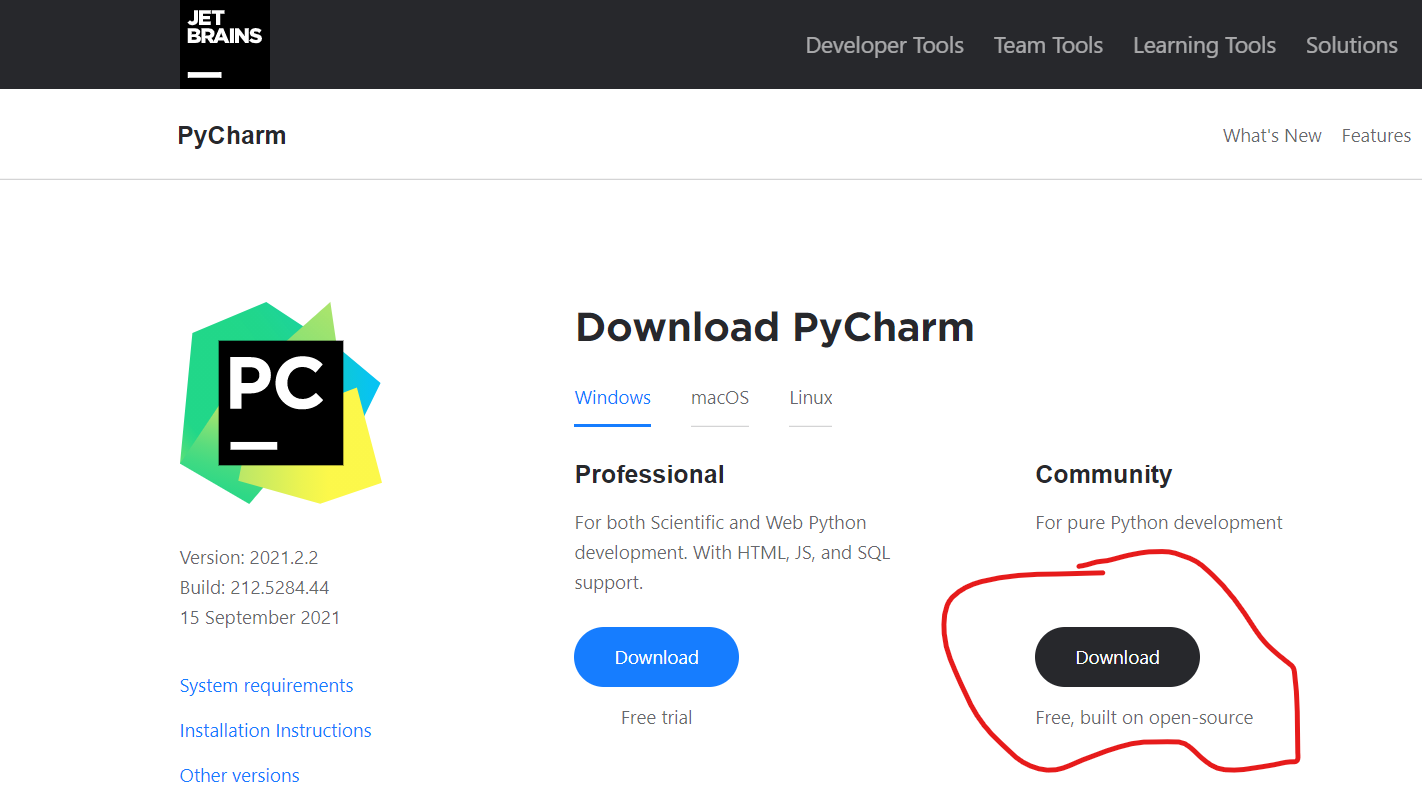 JET
BRAINS
Developer Tools Team Tools Learning Tools Solutions
PyCharm
What's New Features
PC
Download PyCharm
Windows macOS Linux
Professional
For both Scientific and Web Python
development. With HTML, JS, and SQL
support.
Download
Free trial
Community
For pure Python development
Download
Free, built on open-source
Version: 2021.2.2
Build: 212.5284.44
15 September 2021
System requirements
Installation Instructions
Other versions